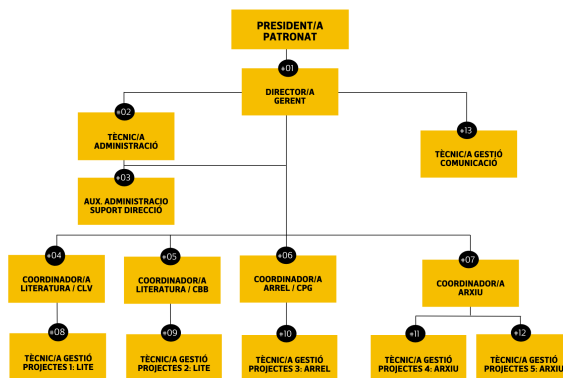 PRESIDENT/A
PATRONAT
+01
DIRECTOR/A
GERENT
+02
TÈCNIC/A
ADMINISTRACIÓ
+13
TÈCNIC/A GESTIÓ
COMUNICACIÓ
+03
AUX. ADMINISTRACIO
SUPORT DIRECCIÓ
+04
COORDINADOR/A
LITERATURA / CLV
+05
COORDINADOR/A
LITERATURA / CBB
+06
COORDINADOR/A
ARREL / CPG
+07
COORDINADOR/A
ARXIU
+08
TÈCNIC/A GESTIÓ
PROJECTES 1: LITE
+09
TÈCNIC/A GESTIÓ
PROJECTES 2: LITE
+10
TÈCNIC/A GESTIÓ
PROJECTES 3: ARREL
+11
TÈCNIC/A GESTIÓ
PROJECTES 4: ARXIU
+12
TÈCNIC/A GESTIÓ
PROJECTES 5: ARXIU